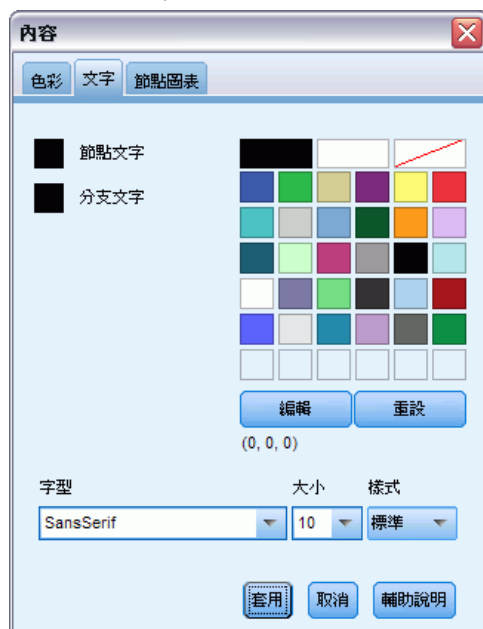 內容
色彩 文字 節點圖表
節點文字
分支文字
編輯 重設
(0, 0, 0)
字型 大小 樣式
SansSerif 10 標準
套用 取消 輔助說明